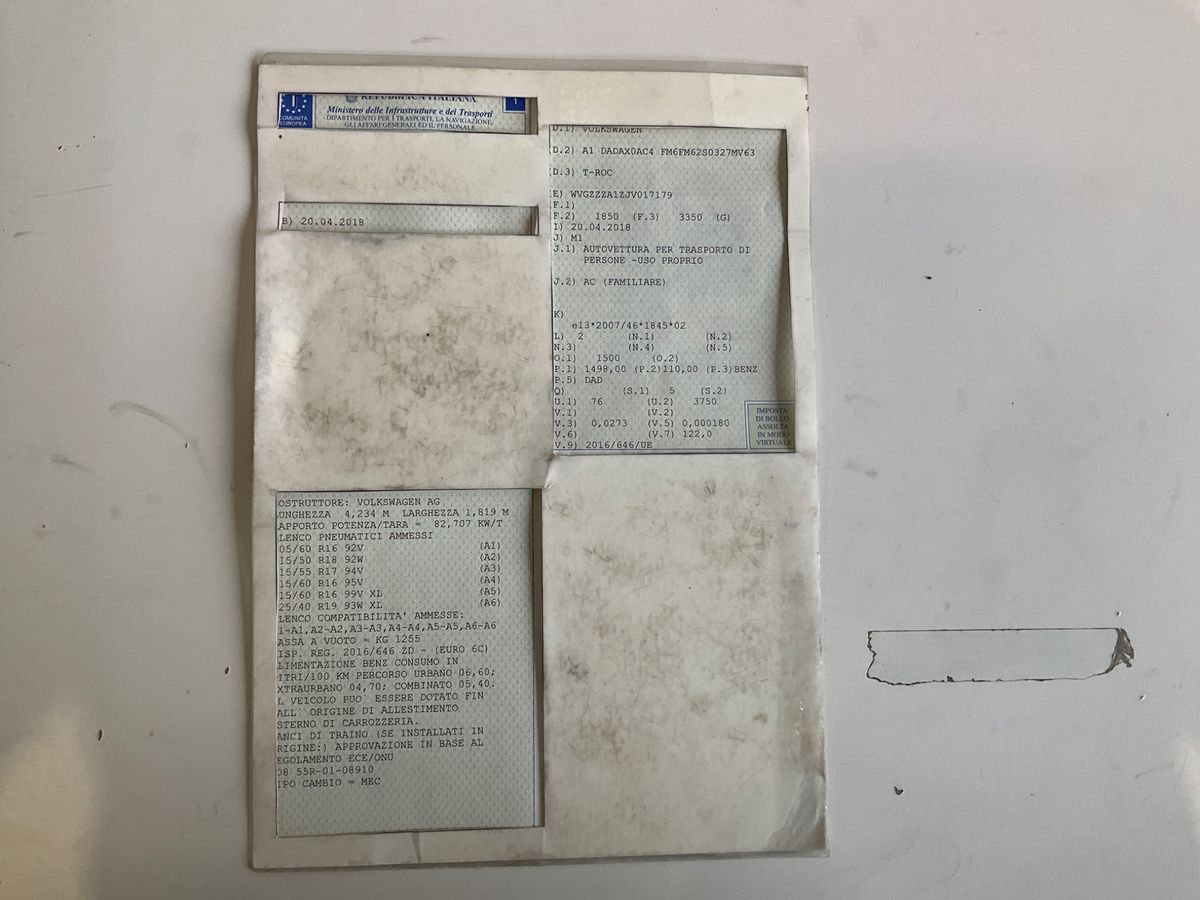 COMUNITÀ
EUROPEA
REPUBBLICA ITALIANA
1
Ministero delle Infrastrutture e dei Trasporti
DIPARTIMENTO PER I TRASPORTI, LA NAVIGAZIONE,
GLI AFFARI GENERALI ED IL PERSONALE
B) 20.04.2018
D.1) VOLKSWAGEN
D.2) A1 DADAX0AC4 FM6FM62S0327MV63
D.3) T-ROC
E) WVGZZZA1ZJV017179
F.1)
F.2) 1850 (F.3) 3350 (G)
I) 20.04.2018
J) M1
J.1) AUTOVETTURA PER TRASPORTO DI
PERSONE -USO PROPRIO
J.2) AC (FAMILIARE)
K)
e13*2007/46*1845*02
L) 2 (N.1) (N.2)
N.3) (N.4) (N.5)
O.1) 1500 (O.2)
P.1) 1498,00 (P.2)110,00 (P.3)BENZ
P.5) DAD
Q) (S.1) 5 (S.2)
U.1) 76 (U.2) 3750
V.1) (V.2)
V.3) 0,0273 (V.5) 0,000180
V.6) (V.7) 122,0
V.9) 2016/646/UE
IMPOSTA
DI BOLLO
ASSOLTA
IN MODO
VIRTUALE
OSTRUTTORE: VOLKSWAGEN AG
UNGHEZZA 4,234 M LARGHEZZA 1,819 M
APPORTO POTENZA/TARA = 82,707 KW/T
LENCO PNEUMATICI AMMESSI
05/60 R16 92V (A1)
15/50 R18 92W (A2)
15/55 R17 94V (A3)
15/60 R16 95V (A4)
15/60 R16 99V XL (A5)
25/40 R19 93W XL (A6)
LENCO COMPATIBILITA' AMMESSE:
1-A1,A2-A2,A3-A3,A4-A4,A5-A5,A6-A6
ASSA A VUOTO = KG 1255
ISP. REG. 2016/646 ZD - (EURO 6C)
LIMENTAZIONE BENZ CONSUMO IN
ITRI/100 KM PERCORSO URBANO 06,60;
XTRAURBANO 04,70; COMBINATO 05,40.
L VEICOLO PUO' ESSERE DOTATO FIN
ALL' ORIGINE DI ALLESTIMENTO
STERNO DI CARROZZERIA.
ANCI DI TRAINO (SE INSTALLATI IN
RIGINE:) APPROVAZIONE IN BASE AL
EGOLAMENTO ECE/ONU
08 55R-01-08910
IPO CAMBIO = MEC